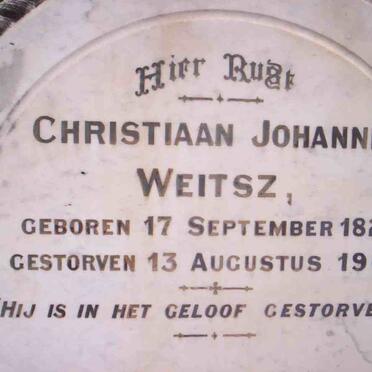 Hier Rust
CHRISTIAAN JOHANN
WEITSZ,
GEBOREN 17 SEPTEMBER 18
GESTORVEN 13 AUGUSTUS 19
HIJ IS IN HET GELOOF GESTORVE